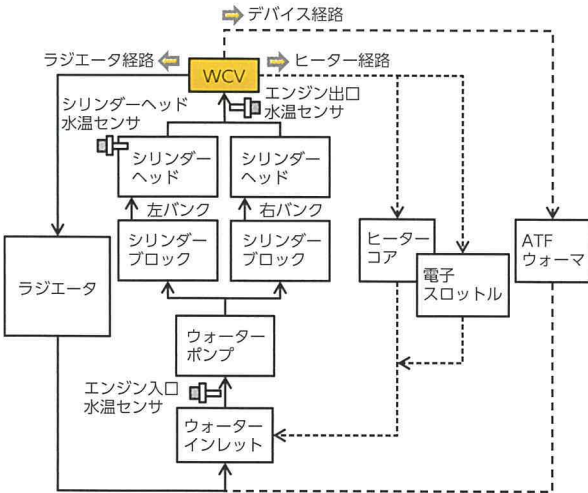 デバイス経路
ラジエータ経路
WCV
ヒーター経路
シリンダーヘッド
水温センサ
エンジン出口
水温センサ
シリンダー
ヘッド
シリンダー
ヘッド
左バンク
右バンク
シリンダー
ブロック
シリンダー
ブロック
ラジエータ
ヒーター
コア
電子
スロットル
ATF
ウォーマ
ウォーター
ポンプ
エンジン入口
水温センサ
ウォーター
インレット